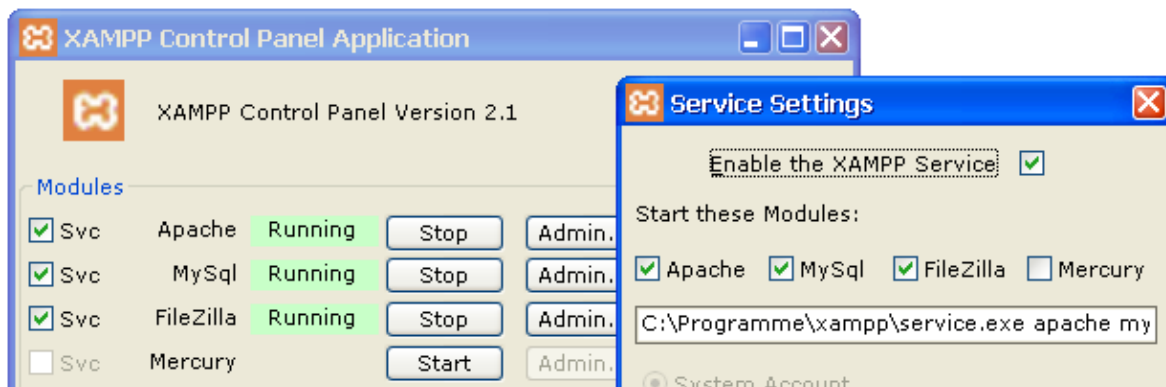 XAMPP Control Panel Application
XAMPP Control Panel Version 2.1
Modules
Svc Apache Running Stop Admin.
Svc MySql Running Stop Admin.
Svc FileZilla Running Stop Admin.
Svc Mercury Start Admin.
Service Settings
Enable the XAMPP Service
Start these Modules:
Apache MySql FileZilla Mercury
C:\Programme\xampp\service.exe apache my
System Account